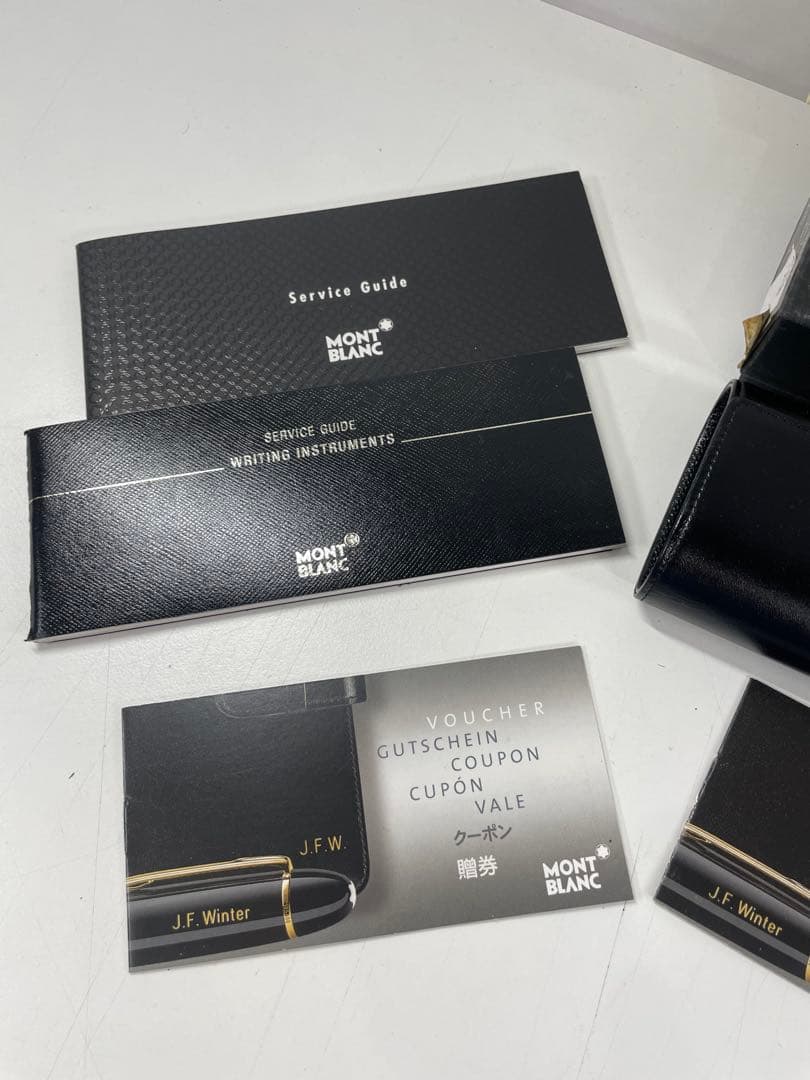 Service Guide
MONT
BLANC
SERVICE GUIDE
WRITING INSTRUMENTS
MONT
BLANC
VOUCHER
GUTSCHEIN
COUPON
CUPÓN
VALE
クーポン
贈券
MONT
BLANC
J.F.W.
J.F. Winter
J.F. Winter